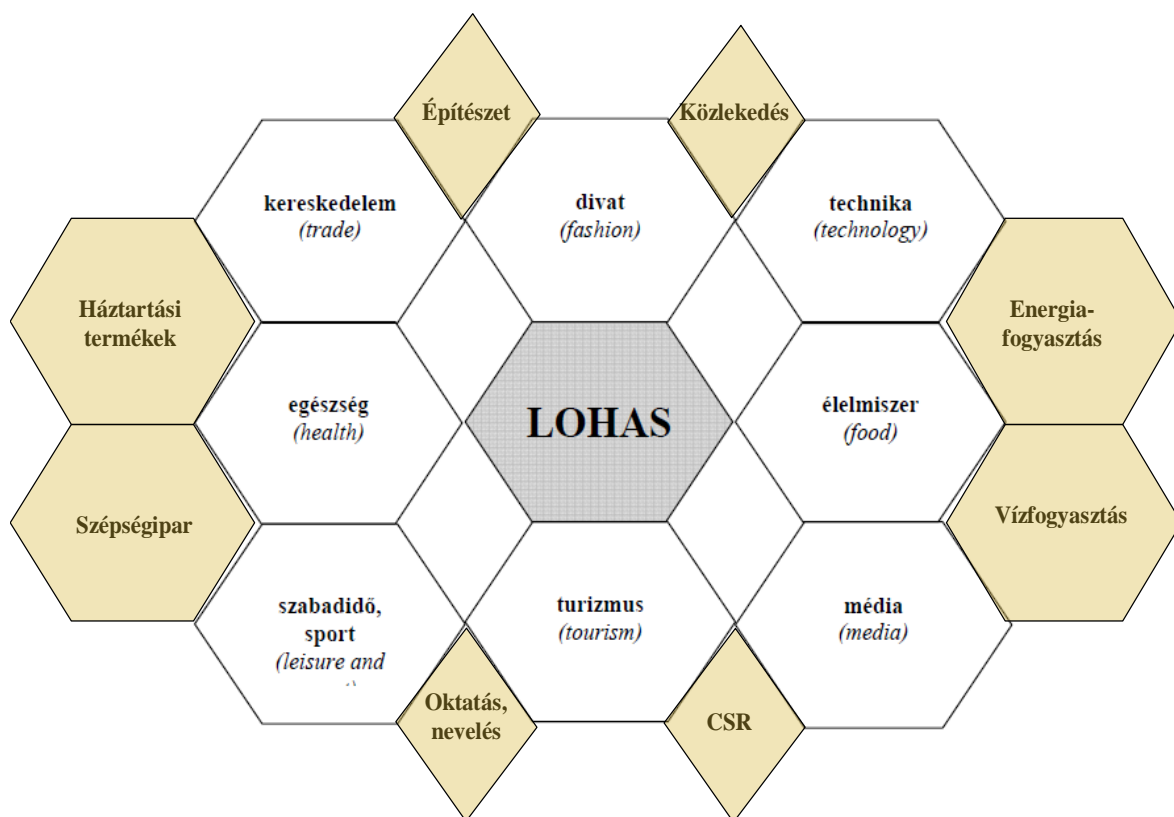 Építészet
Közlekedés
kereskedelem
(trade)
divat
(fashion)
technika
(technology)
Háztartási
termékek
Energia-
fogyasztás
egészség
(health)
LOHAS
élelmiszer
(food)
Szépségipar
Vízfogyasztás
szabadidő,
sport
(leisure and
turizmus
(tourism)
média
(media)
Oktatás,
nevelés
CSR